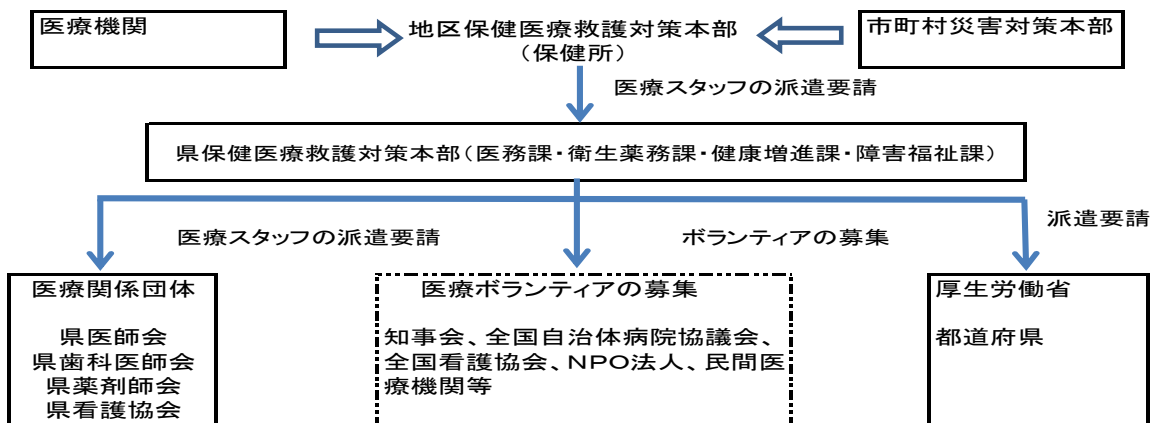 医療機関
地区保健医療救護対策本部
（保健所）
市町村災害対策本部
医療スタッフの派遣要請
県保健医療救護対策本部（医務課・衛生薬務課・健康増進課・障害福祉課）
医療スタッフの派遣要請
ボランティアの募集
派遣要請
医療関係団体
県医師会
県歯科医師会
県薬剤師会
県看護協会
医療ボランティアの募集
知事会、全国自治体病院協議会、
全国看護協会、NPO法人、民間医
療機関等
厚生労働省
都道府県